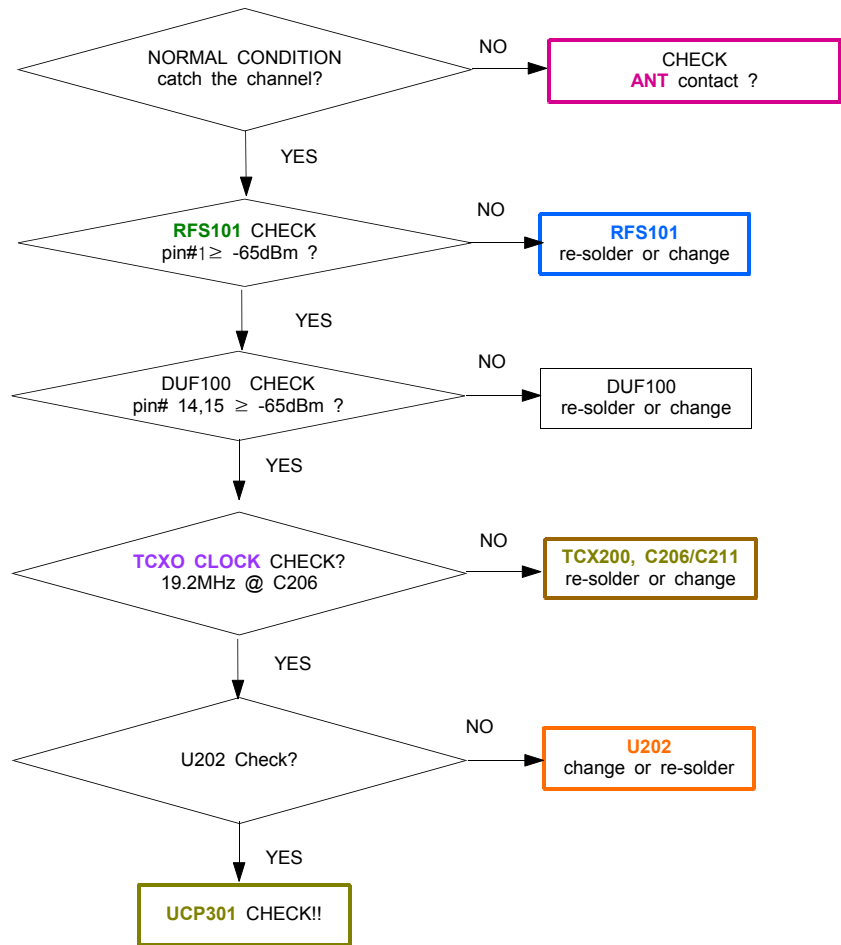 NORMAL CONDITION
catch the channel?
NO
CHECK
ANT contact ?
YES
RFS101 CHECK
pin#1≥ -65dBm ?
NO
RFS101
re-solder or change
YES
DUF100 CHECK
pin# 14,15 ≥ -65dBm ?
NO
DUF100
re-solder or change
YES
TCXO CLOCK CHECK?
19.2MHz @ C206
NO
TCX200, C206/C211
re-solder or change
YES
U202 Check?
NO
U202
change or re-solder
YES
UCP301 CHECK!!